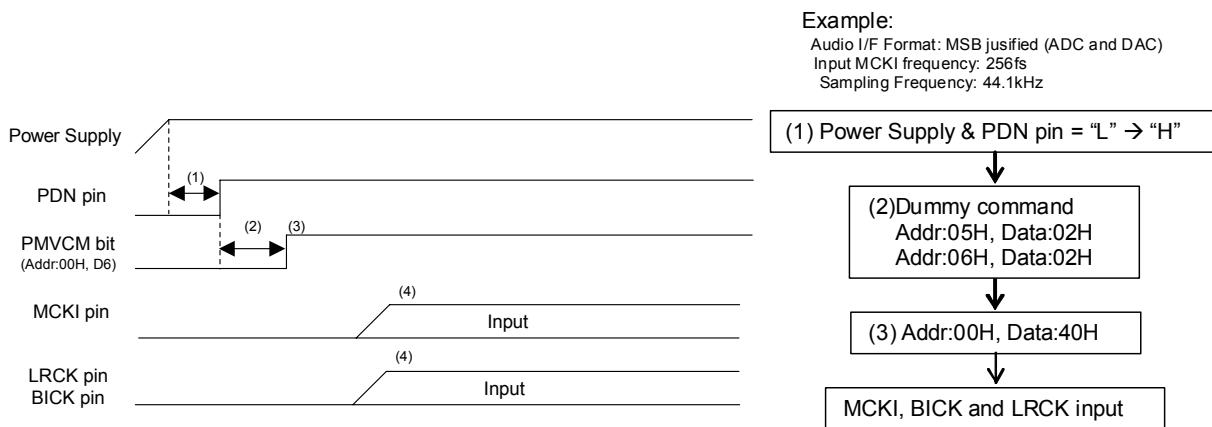 Example:
Audio I/F Format: MSB jusified (ADC and DAC)
Input MCKI frequency: 256fs
Sampling Frequency: 44.1kHz
Power Supply
(1)
PDN pin
(2)
(3)
PMVCM bit
(Addr:00H, D6)
(4)
MCKI pin
Input
(4)
LRCK pin
BICK pin
Input
(1) Power Supply & PDN pin = “L” → “H”
(2)Dummy command
Addr:05H, Data:02H
Addr:06H, Data:02H
(3) Addr:00H, Data:40H
MCKI, BICK and LRCK input